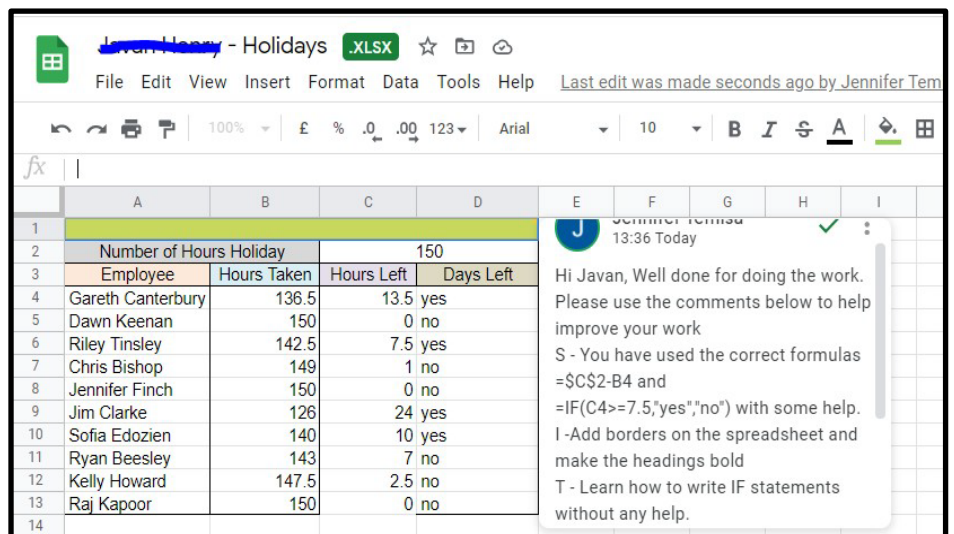 - Holidays .XLSX
File Edit View Insert Format Data Tools Help Last edit was made seconds ago by Jennifer Tem
100% £ % .0 .00 123 Arial 10 B I S A
fx
A B C D E F G H I
1
2 Number of Hours Holiday 150
3 Employee Hours Taken Hours Left Days Left
4 Gareth Canterbury 136.5 13.5 yes
5 Dawn Keenan 150 0 no
6 Riley Tinsley 142.5 7.5 yes
7 Chris Bishop 149 1 no
8 Jennifer Finch 150 0 no
9 Jim Clarke 126 24 yes
10 Sofia Edozien 140 10 yes
11 Ryan Beesley 143 7 no
12 Kelly Howard 147.5 2.5 no
13 Raj Kapoor 150 0 no
14
J
13:36 Today
Hi Javan, Well done for doing the work.
Please use the comments below to help
improve your work
S - You have used the correct formulas
=$C$2-B4 and
=IF(C4>=7.5,"yes","no") with some help.
I -Add borders on the spreadsheet and
make the headings bold
T - Learn how to write IF statements
without any help.